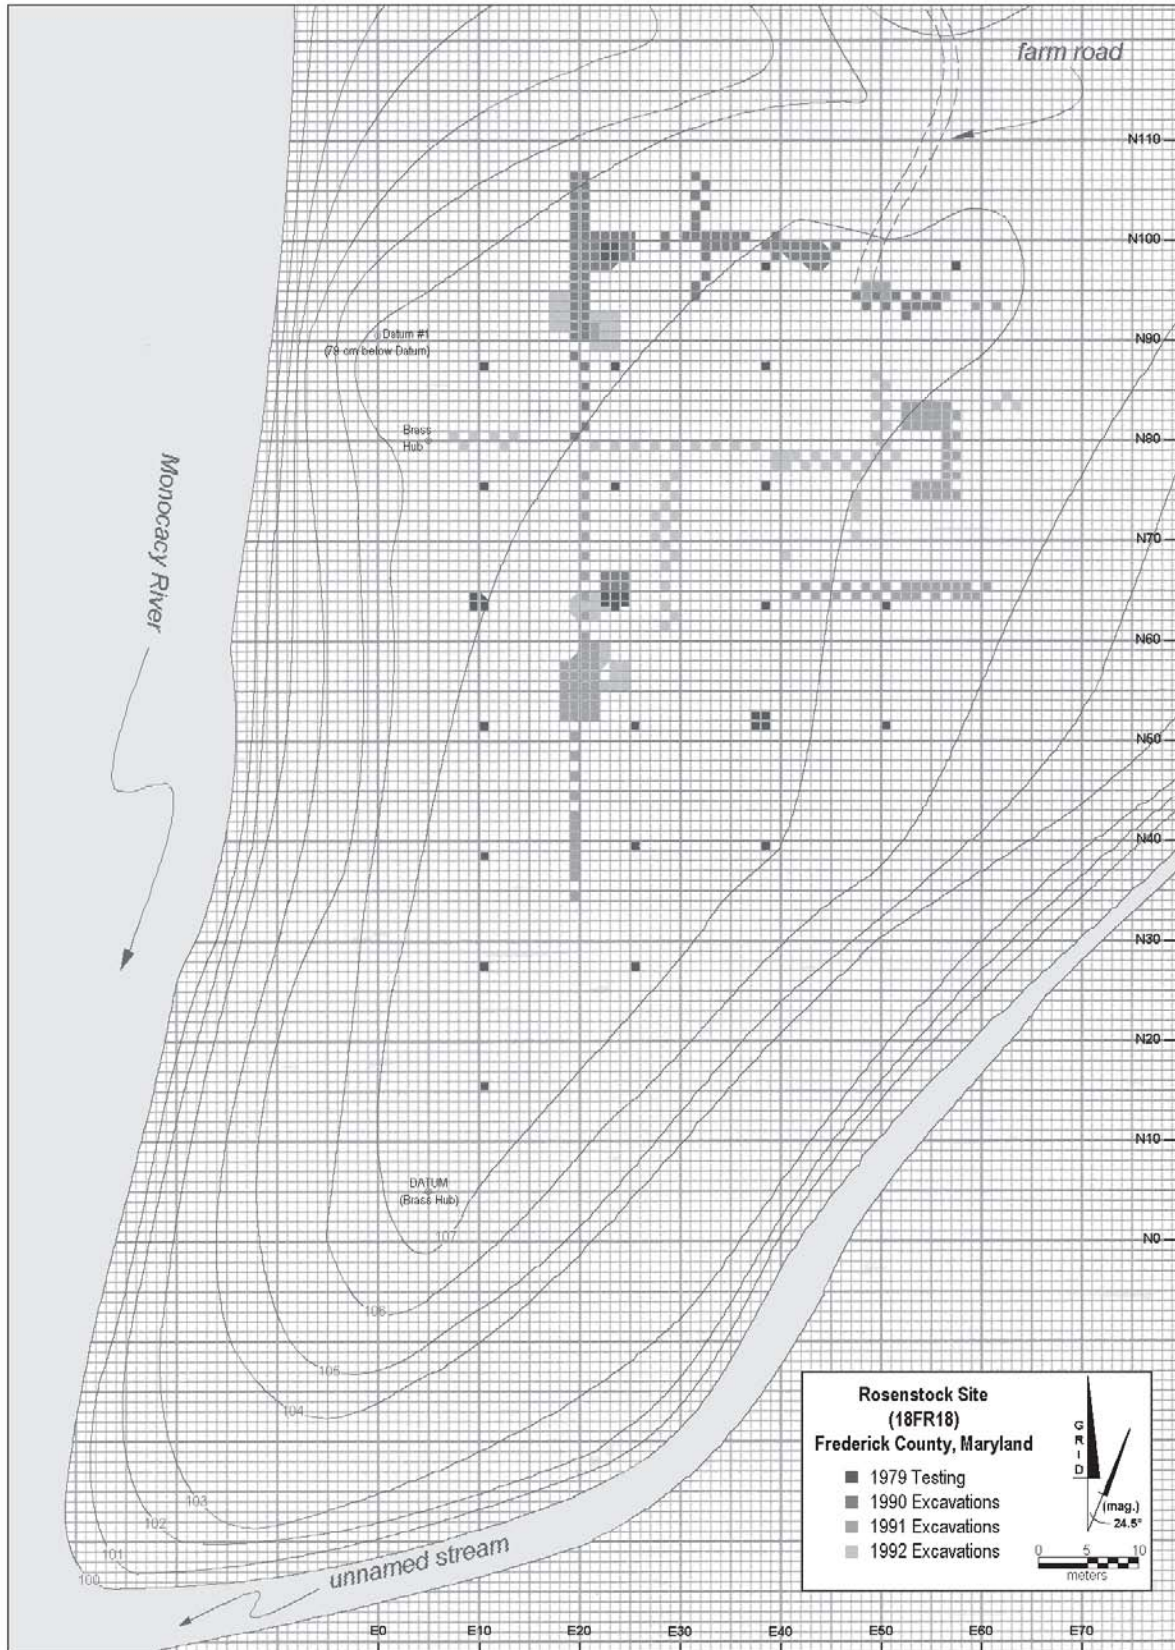 farm road
N110
N100
Datum #1
(79 cm below Datum)
N90
Brass
Hub
N80
Monocacy River
N70
N60
N50
N40
N30
N20
N10
DATUM
(Brass Hub)
107
N0
106
105
104
103
102
101
100
unnamed stream
Rosenstock Site
(18FR18)
Frederick County, Maryland
1979 Testing
1990 Excavations
1991 Excavations
1992 Excavations
GRID
(mag.)
24.5°
0 5 10
meters
E0 E10 E20 E30 E40 E50 E60 E70